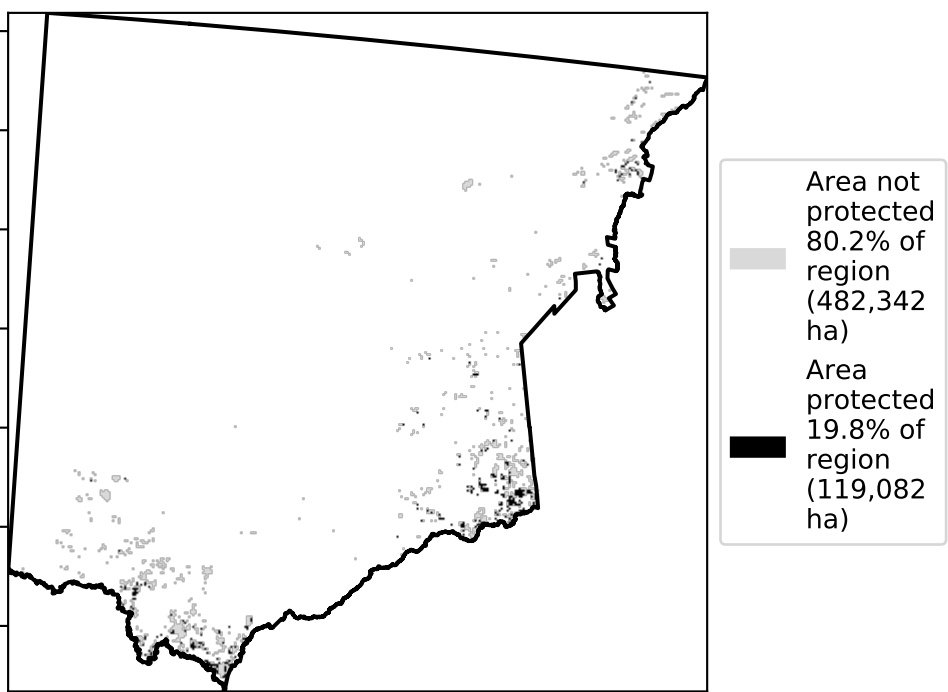 Area not
protected
80.2% of
region
(482,342
ha)
Area
protected
19.8% of
region
(119,082
ha)